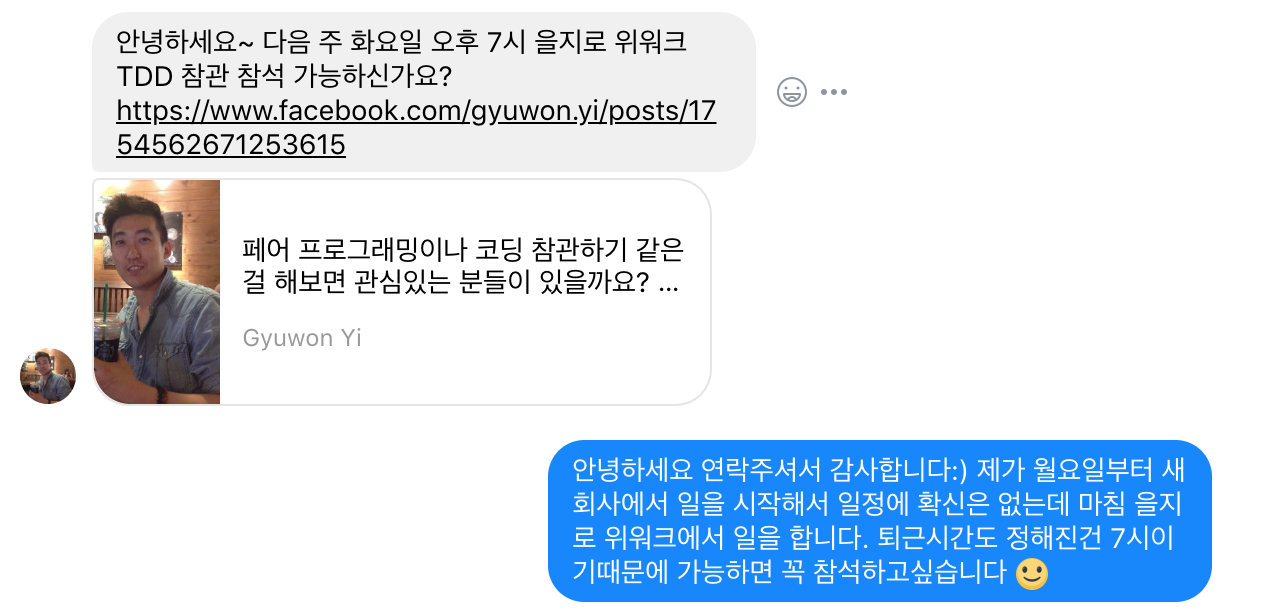 안녕하세요~ 다음 주 화요일 오후 7시 을지로 위워크
TDD 참관 참석 가능하신가요?
https://www.facebook.com/gyuwon.yi/posts/17
54562671253615
페어 프로그래밍이나 코딩 참관하기 같은
걸 해보면 관심있는 분들이 있을까요? ...
Gyuwon Yi
안녕하세요 연락주셔서 감사합니다:) 제가 월요일부터 새
회사에서 일을 시작해서 일정에 확신은 없는데 마침 을지
로 위워크에서 일을 합니다. 퇴근시간도 정해진건 7시이
기때문에 가능하면 꼭 참석하고싶습니다 🙂